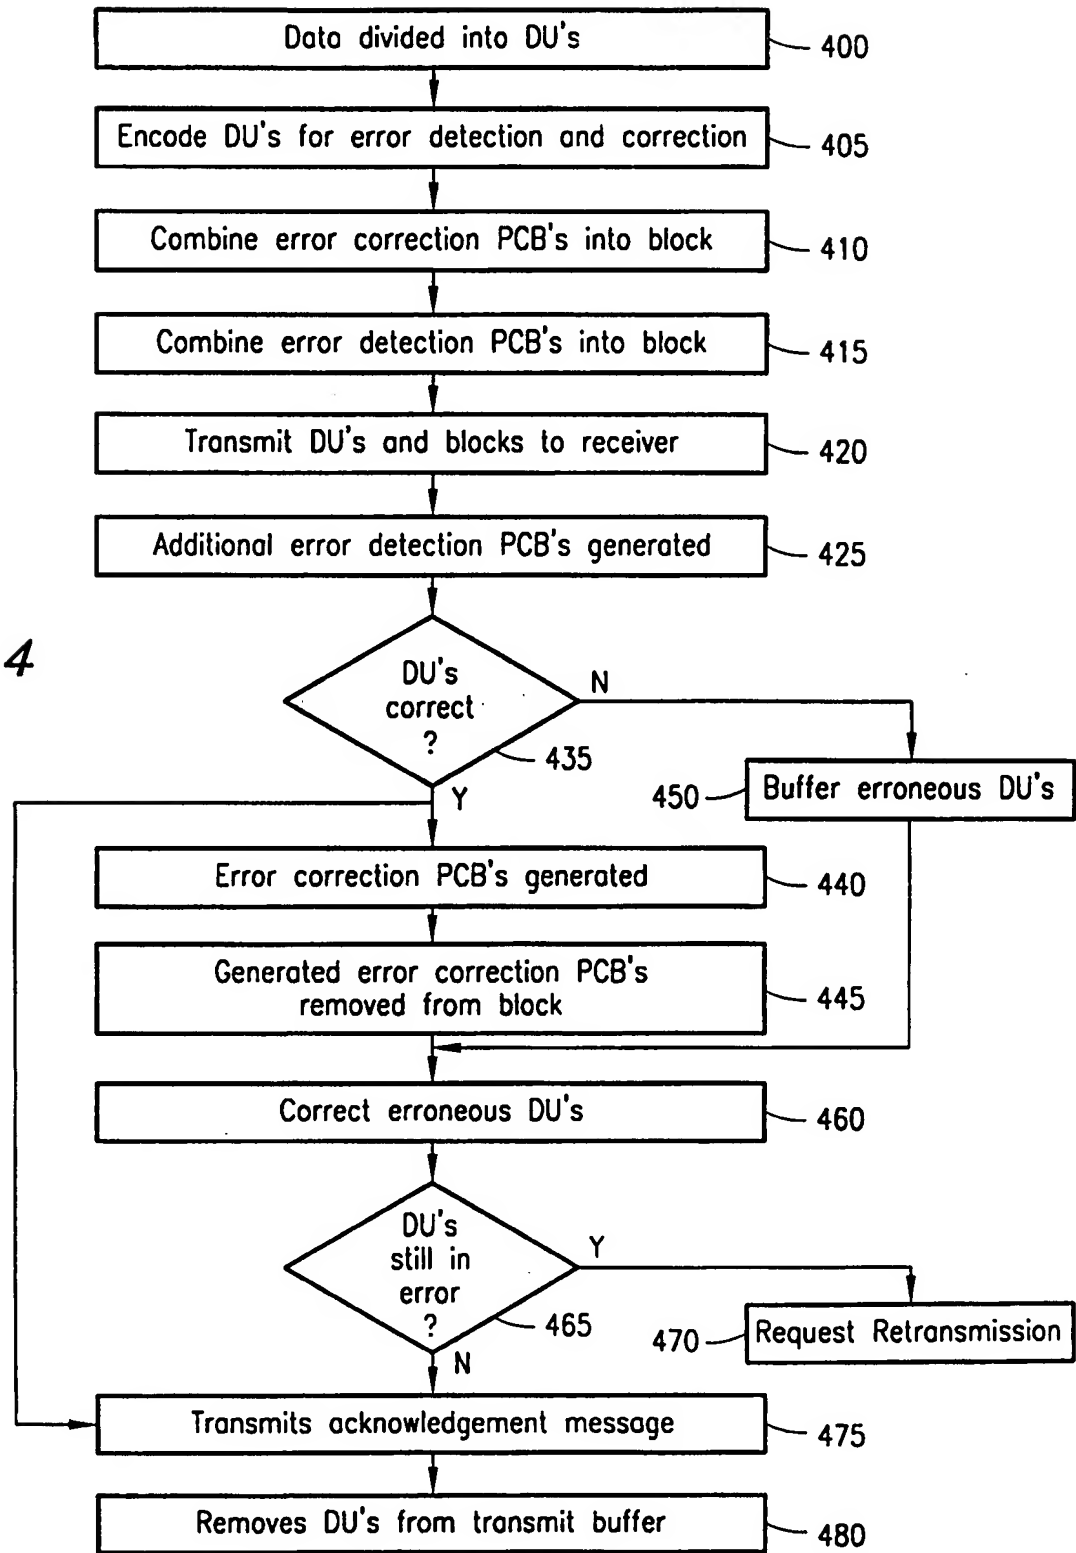 Data divided into DU's
400
Encode DU's for error detection and correction
405
Combine error correction PCB's into block
410
Combine error detection PCB's into block
415
Transmit DU's and blocks to receiver
420
Additional error detection PCB's generated
425
4
DU's
correct
?
435
N
Y
450
Buffer erroneous DU's
Error correction PCB's generated
440
Generated error correction PCB's
removed from block
445
Correct erroneous DU's
460
DU's
still in
error
?
465
Y
N
470
Request Retransmission
Transmits acknowledgement message
475
Removes DU's from transmit buffer
480